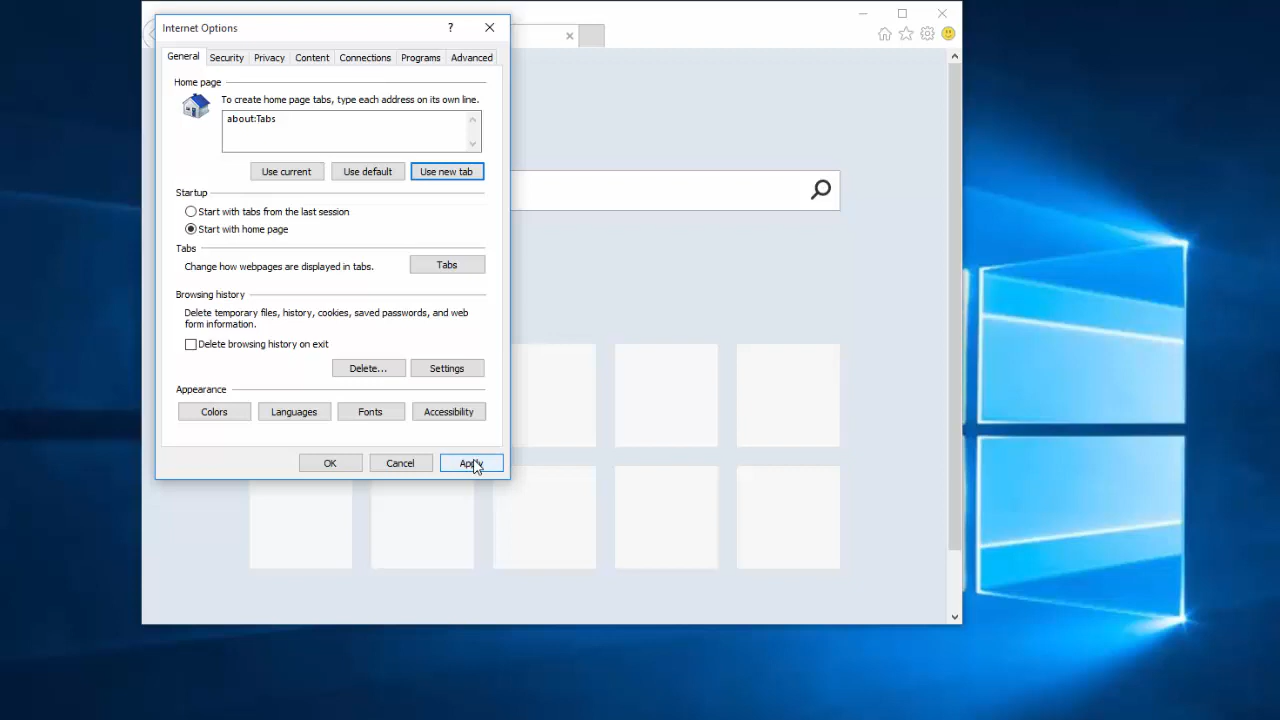 Internet Options
?
General Security Privacy Content Connections Programs Advanced
Home page
To create home page tabs, type each address on its own line.
about:Tabs
Use current Use default Use new tab
Startup
Start with tabs from the last session
Start with home page
Tabs
Change how webpages are displayed in tabs.
Tabs
Browsing history
Delete temporary files, history, cookies, saved passwords, and web
form information.
Delete browsing history on exit
Delete... Settings
Appearance
Colors Languages Fonts Accessibility
OK Cancel Apply